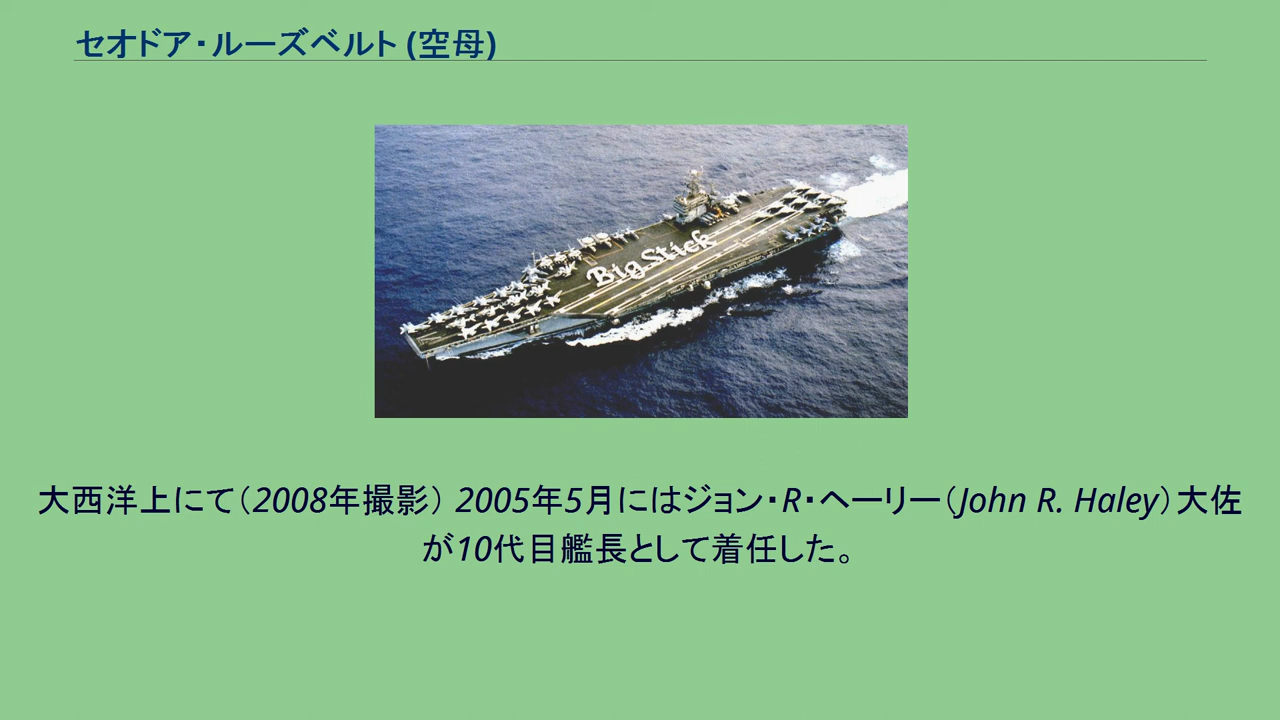 セオドア・ルーズベルト (空母)
Big Stick
大西洋上にて（2008年撮影） 2005年5月にはジョン・R・ヘーリー（John R. Haley）大佐
が10代目艦長として着任した。